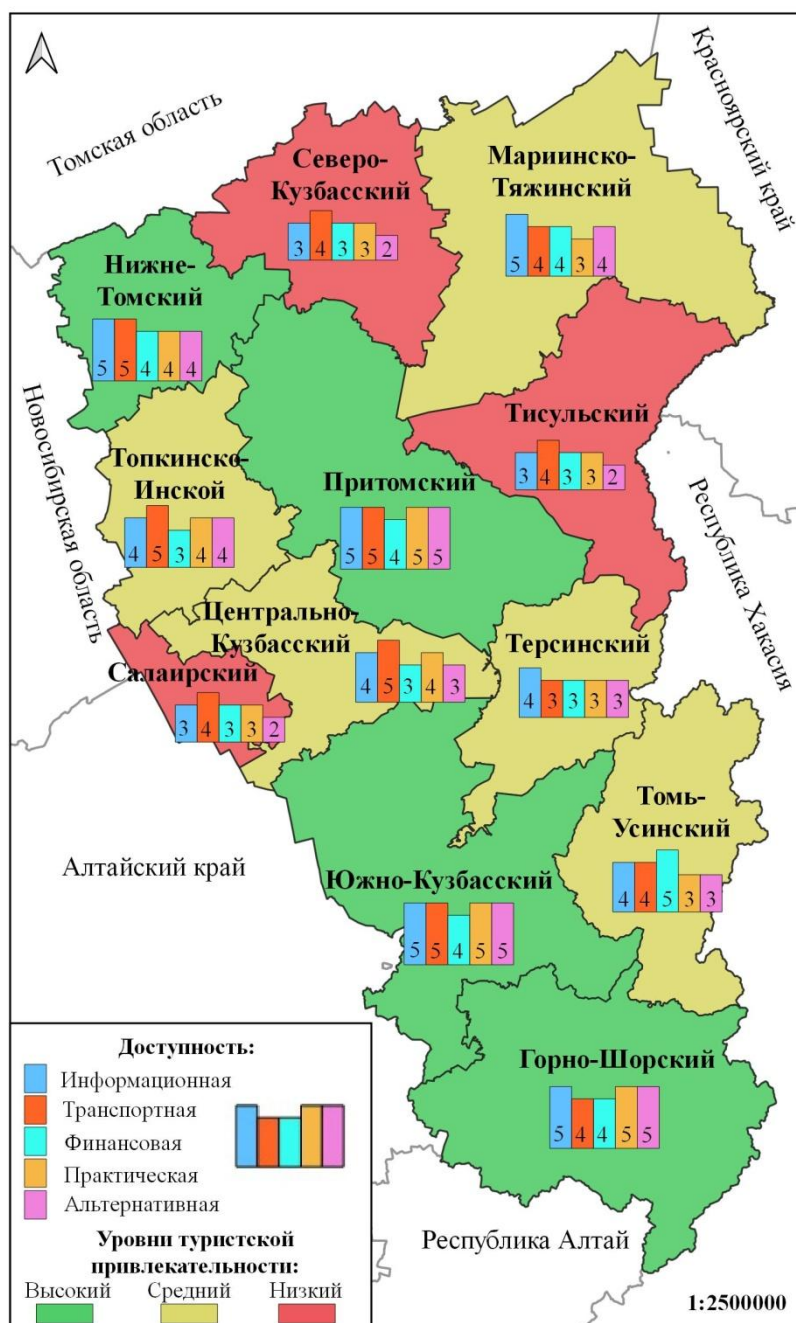 Томская область
Красноярский край
Северо-
Кузбасский
3 4 3 3 2
Мариинско-
Тяжинский
5 4 4 3 4
Нижне-
Томский
5 5 4 4 4
Новосибирская область
Тисульский
3 4 3 3 2
Топкинско-
Инской
4 5 3 4 4
Притомский
5 5 4 5 5
Республика Хакасия
Центрально-
Кузбасский
4 5 3 4 3
Терсинский
4 3 3 3 3
Салаирский
3 4 3 3 2
Томь-
Усинский
4 4 5 3 3
Алтайский край
Южно-Кузбасский
5 5 4 5 5
Горно-Шорский
5 4 4 5 5
Республика Алтай
Доступность:
Информационная
Транспортная
Финансовая
Практическая
Альтернативная
Уровни туристской
привлекательности:
Высокий Средний Низкий
1:2500000